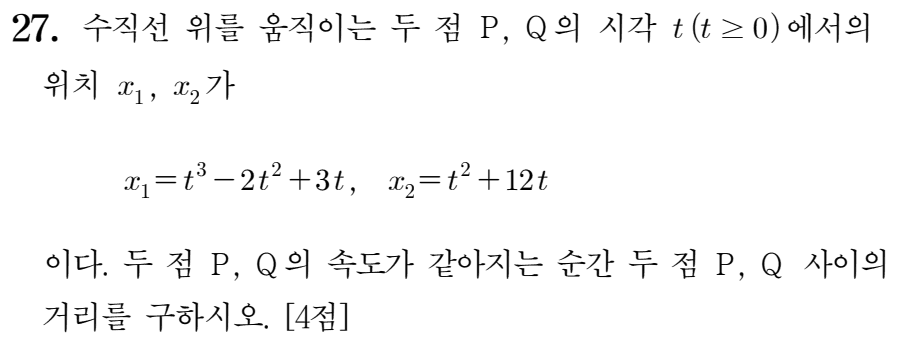 27. 수직선 위를 움직이는 두 점 P, Q의 시각 t(t ≥ 0)에서의
위치 x₁, x₂가
x₁=t³−2t²+3t, x₂=t²+12t
이다. 두 점 P, Q의 속도가 같아지는 순간 두 점 P, Q 사이의
거리를 구하시오. [4점]